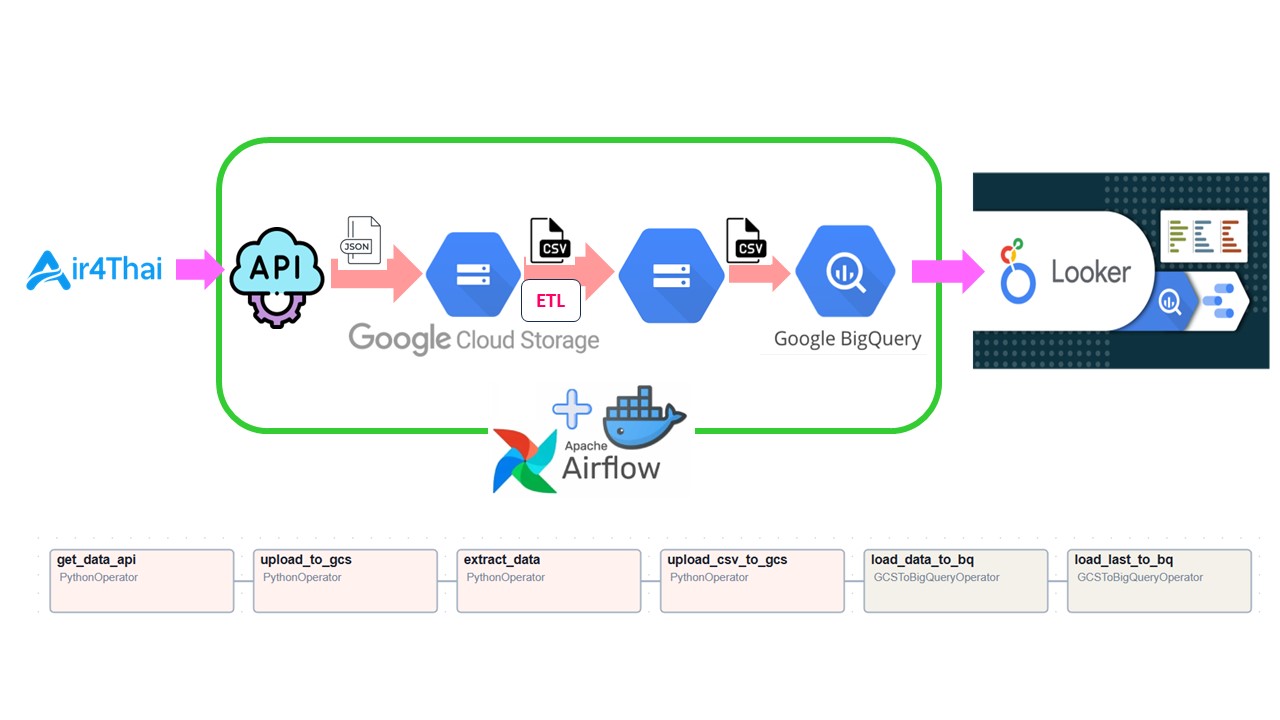 Air4Thai
API
JSON
CSV
ETL
CSV
Google Cloud Storage
Google BigQuery
Looker
Apache
Airflow
get_data_api
PythonOperator
upload_to_gcs
PythonOperator
extract_data
PythonOperator
upload_csv_to_gcs
PythonOperator
load_data_to_bq
GCSToBigQueryOperator
load_last_to_bq
GCSToBigQueryOperator